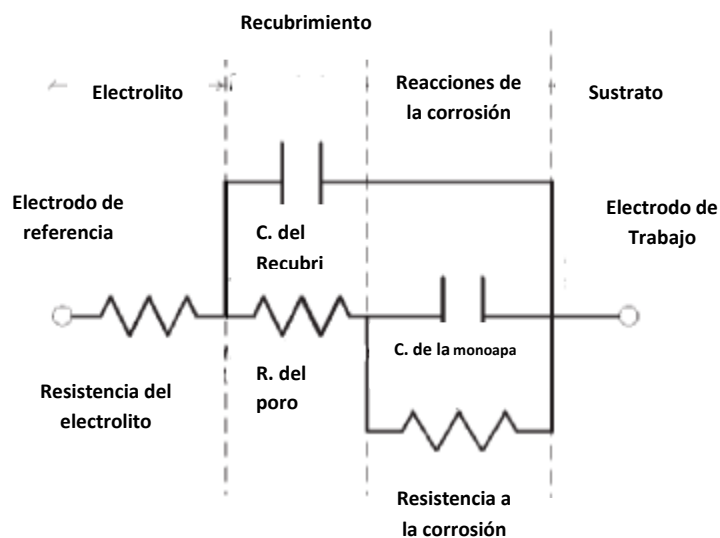 Recubrimiento
Electrolito
Reacciones de
la corrosión
Sustrato
Electrodo de
referencia
Electrodo de
Trabajo
C. del
Recubri
C. de la monoapa
R. del
poro
Resistencia del
electrolito
Resistencia a
la corrosión